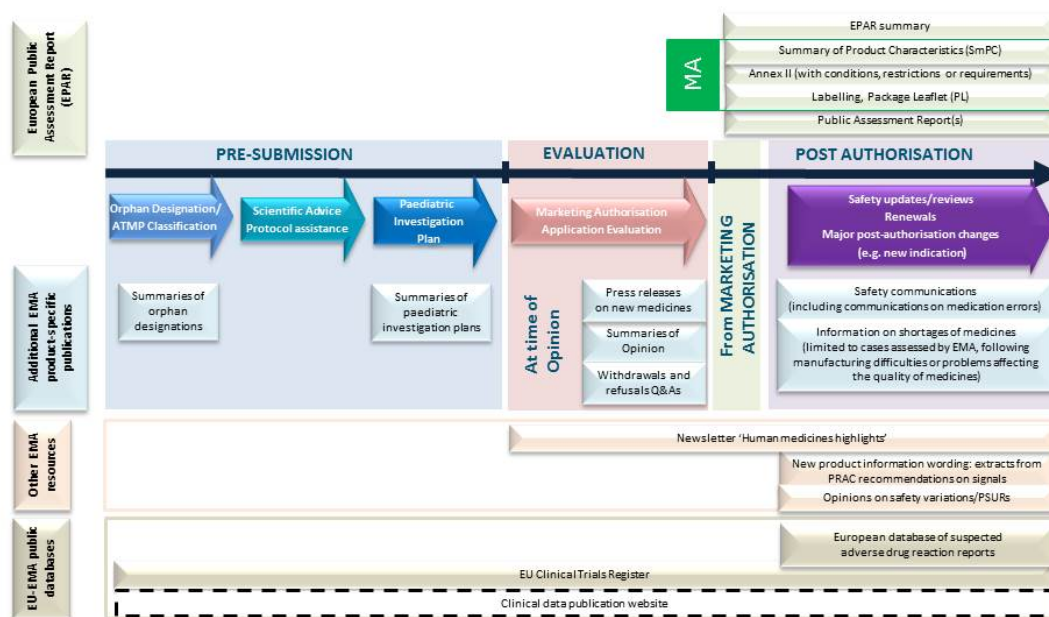 European Public
Assessment Report
(EPAR)
MA
EPAR summary
Summary of Product Characteristics (SmPC)
Annex II (with conditions, restrictions or requirements)
Labelling, Package Leaflet (PL)
Public Assessment Report(s)
PRE-SUBMISSION
EVALUATION
POST AUTHORISATION
Orphan Designation/
ATMP Classification
Scientific Advice
Protocol assistance
Paediatric
Investigation
Plan
Marketing Authorisation
Application Evaluation
From MARKETING
AUTHORISATION
Safety updates/reviews
Renewals
Major post-authorisation changes
(e.g. new indication)
Additional EMA
product-specific
publications
Summaries of
orphan
designations
Summaries of
paediatric
investigation plans
At time of
Opinion
Press releases
on new medicines
Summaries of
Opinion
Withdrawals and
refusals Q&As
Safety communications
(including communications on medication errors)
Information on shortages of medicines
(limited to cases assessed by EMA, following
manufacturing difficulties or problems affecting
the quality of medicines)
Other EMA
resources
Newsletter 'Human medicines highlights'
New product information wording: extracts from
PRAC recommendations on signals
Opinions on safety variations/PSURs
EU-EMA public
databases
European database of suspected
adverse drug reaction reports
EU Clinical Trials Register
Clinical data publication website